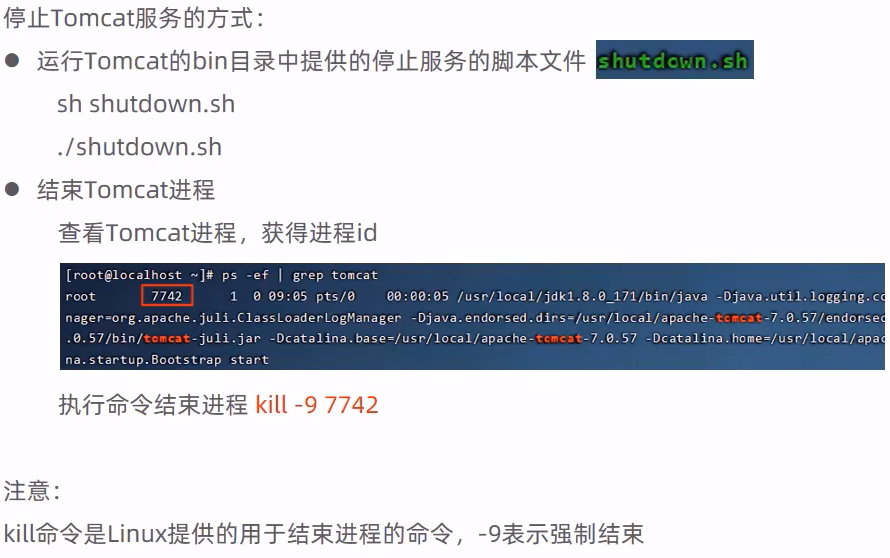 停止Tomcat服务的方式：
● 运行Tomcat的bin目录中提供的停止服务的脚本文件 shutdown.sh
sh shutdown.sh
./shutdown.sh
● 结束Tomcat进程
查看Tomcat进程，获得进程id
[root@localhost ~]# ps -ef | grep tomcat
root 7742 1 0 09:05 pts/0 00:00:05 /usr/local/jdk1.8.0_171/bin/java -Djava.util.logging.co
nager=org.apache.juli.ClassLoaderLogManager -Djava.endorsed.dirs=/usr/local/apache-tomcat-7.0.57/endorsed
.0.57/bin/tomcat-juli.jar -Dcatalina.base=/usr/local/apache-tomcat-7.0.57 -Dcatalina.home=/usr/local/apac
na.startup.Bootstrap start
执行命令结束进程 kill -9 7742
注意：
kill命令是Linux提供的用于结束进程的命令，-9表示强制结束